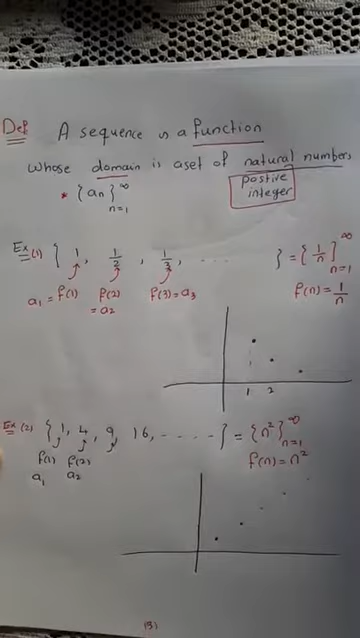 Def A sequence is a function
whose domain is a set of natural numbers
* {aₙ}^∞_{n=1} postive integer
Ex(1) { 1, 1/2, 1/3, ..... } = {1/n}^∞_{n=1}
a₁ = f(1) f(2) = a₂ f(3) = a₃ f(n) = 1/n
1 2
Ex (2) {1, 4, 9, 16, ..... } = {n²}^∞_{n=1}
f(1) f(2) f(n) = n²
a₁ a₂